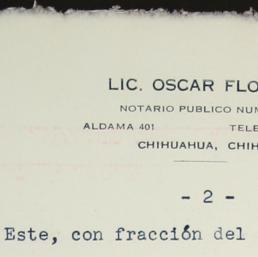 LIC. OSCAR FLO
NOTARIO PUBLICO NUM
ALDAMA 401 TELE
CHIHUAHUA, CHIH
- 2 -
Este, con fracción del